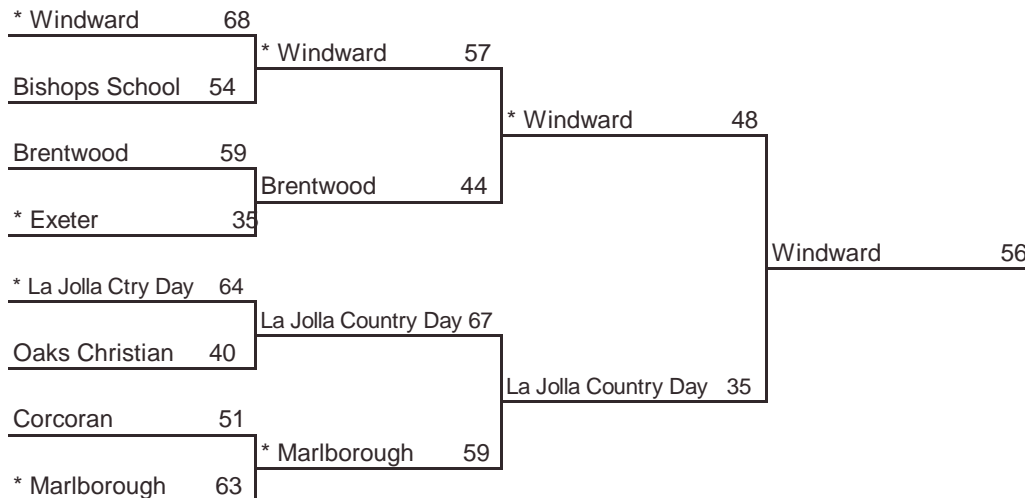 * Windward 68
Bishops School 54
Brentwood 59
* Exeter 35
* La Jolla Ctry Day 64
Oaks Christian 40
Corcoran 51
* Marlborough 63
* Windward 57
Brentwood 44
La Jolla Country Day 67
* Marlborough 59
* Windward 48
La Jolla Country Day 35
Windward 56